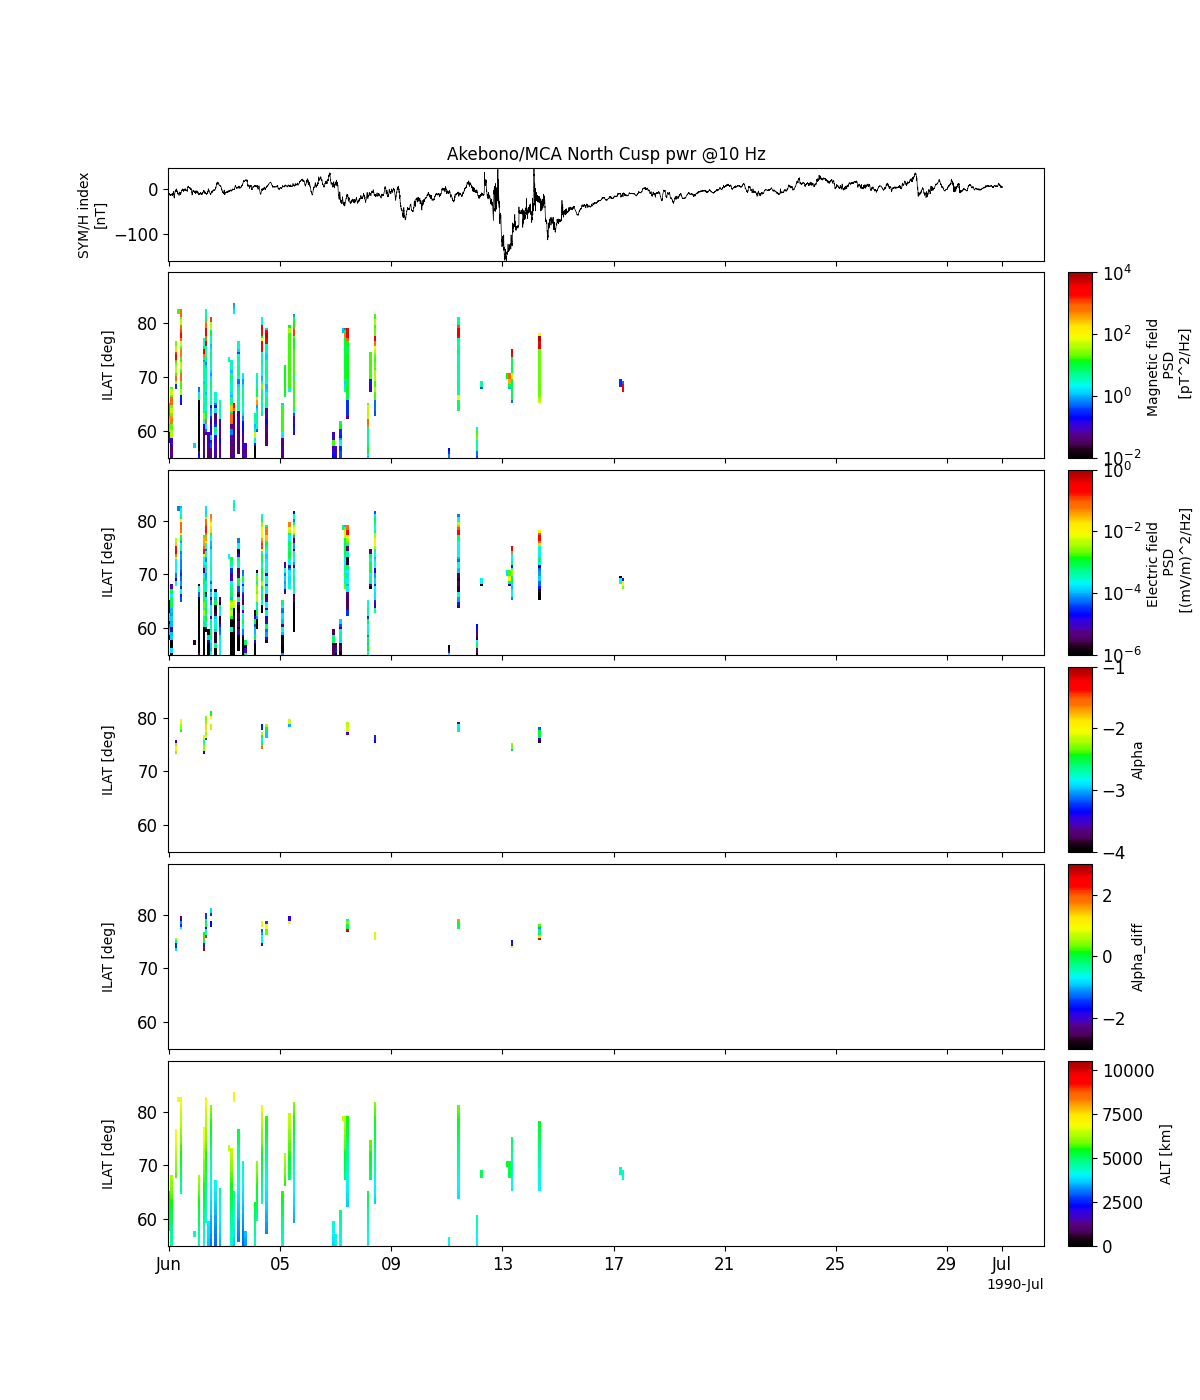 Akebono/MCA North Cusp pwr @10 Hz
SYM/H index
[nT]
0
−100
ILAT [deg]
80
70
60
10^4
10^2
10^0
10^−2
Magnetic field
PSD
[pT^2/Hz]
ILAT [deg]
80
70
60
10^0
10^−2
10^−4
10^−6
Electric field
PSD
[(mV/m)^2/Hz]
ILAT [deg]
80
70
60
−1
−2
−3
−4
Alpha
ILAT [deg]
80
70
60
2
0
−2
Alpha_diff
ILAT [deg]
80
70
60
10000
7500
5000
2500
0
ALT [km]
Jun 05 09 13 17 21 25 29 Jul
1990-Jul